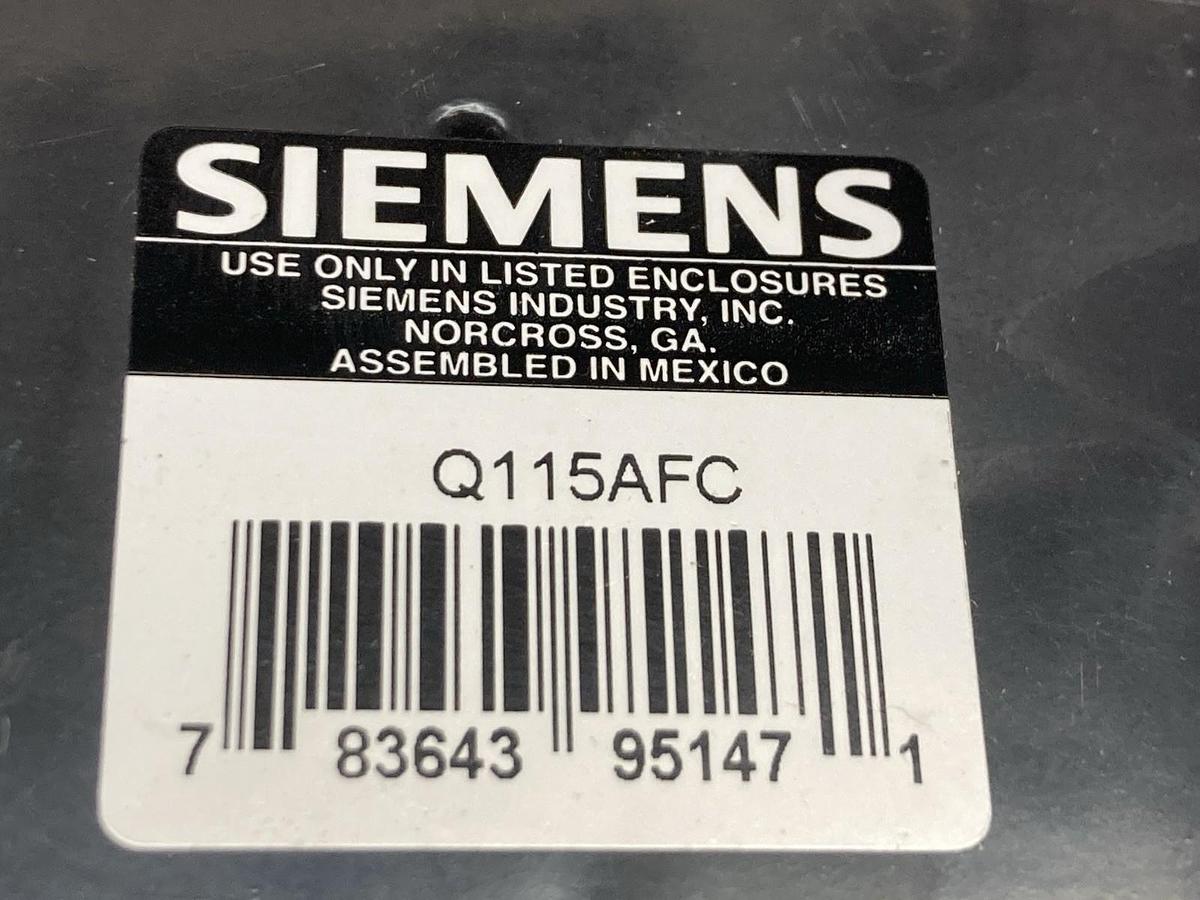 SIEMENS
USE ONLY IN LISTED ENCLOSURES
SIEMENS INDUSTRY, INC.
NORCROSS, GA.
ASSEMBLED IN MEXICO
Q115AFC
7 83643 95147 1